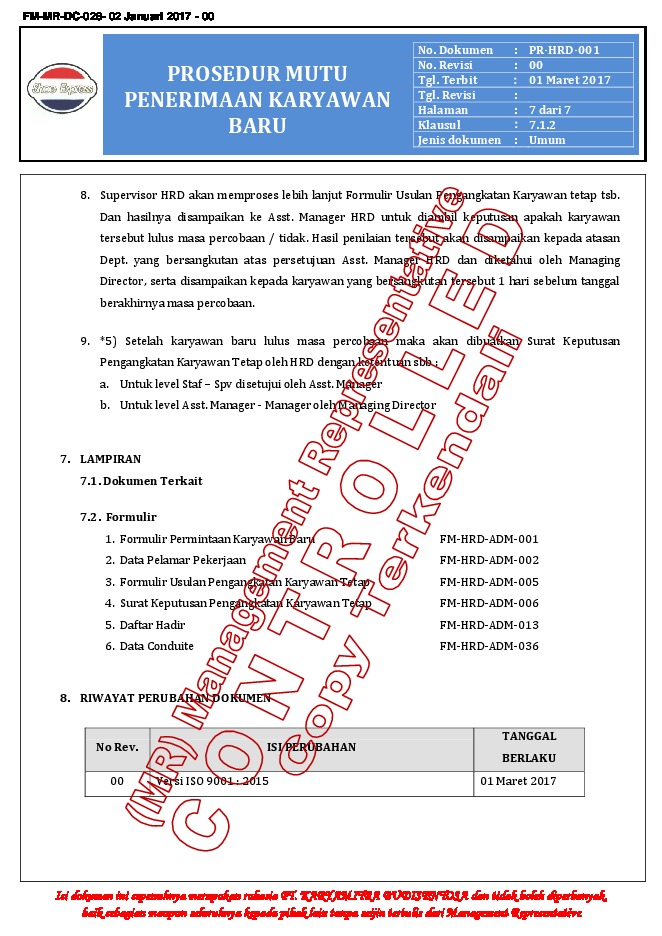 FM-MR-DC-026- 02 Januari 2017 - 00
Shoes Express
PROSEDUR MUTU
PENERIMAAN KARYAWAN
BARU
No. Dokumen : PR-HRD-001
No. Revisi : 00
Tgl. Terbit : 01 Maret 2017
Tgl. Revisi :
Halaman : 7 dari 7
Klausul : 7.1.2
Jenis dokumen : Umum
8. Supervisor HRD akan memproses lebih lanjut Formulir Usulan Pengangkatan Karyawan tetap tsb.
Dan hasilnya disampaikan ke Asst. Manager HRD untuk diambil keputusan apakah karyawan
tersebut lulus masa percobaan / tidak. Hasil penilaian tersebut akan disampaikan kepada atasan
Dept. yang bersangkutan atas persetujuan Asst. Manager HRD dan diketahui oleh Managing
Director, serta disampaikan kepada karyawan yang bersangkutan tersebut 1 hari sebelum tanggal
berakhirnya masa percobaan.
9. *5) Setelah karyawan baru lulus masa percobaan maka akan dibuatkan Surat Keputusan
Pengangkatan Karyawan Tetap oleh HRD dengan ketentuan sbb :
a. Untuk level Staf – Spv disetujui oleh Asst. Manager
b. Untuk level Asst. Manager - Manager oleh Managing Director
7. LAMPIRAN
7.1. Dokumen Terkait
7.2. Formulir
1. Formulir Permintaan Karyawan Baru FM-HRD-ADM-001
2. Data Pelamar Pekerjaan FM-HRD-ADM-002
3. Formulir Usulan Pengangkatan Karyawan Tetap FM-HRD-ADM-005
4. Surat Keputusan Pengangkatan Karyawan Tetap FM-HRD-ADM-006
5. Daftar Hadir FM-HRD-ADM-013
6. Data Conduite FM-HRD-ADM-036
8. RIWAYAT PERUBAHAN DOKUMEN
No Rev. ISI PERUBAHAN TANGGAL
BERLAKU
00 Versi ISO 9001 : 2015 01 Maret 2017
(MR) Management Representative
CONTROLLED
Copy Terkendali
Isi dokumen ini sepenuhnya merupakan rahasia PT. KARYAMITRA BUDISENTOSA dan tidak boleh diperbanyak,
baik sebagian maupun seluruhnya kepada pihak lain tanpa seijin tertulis dari Management Representative